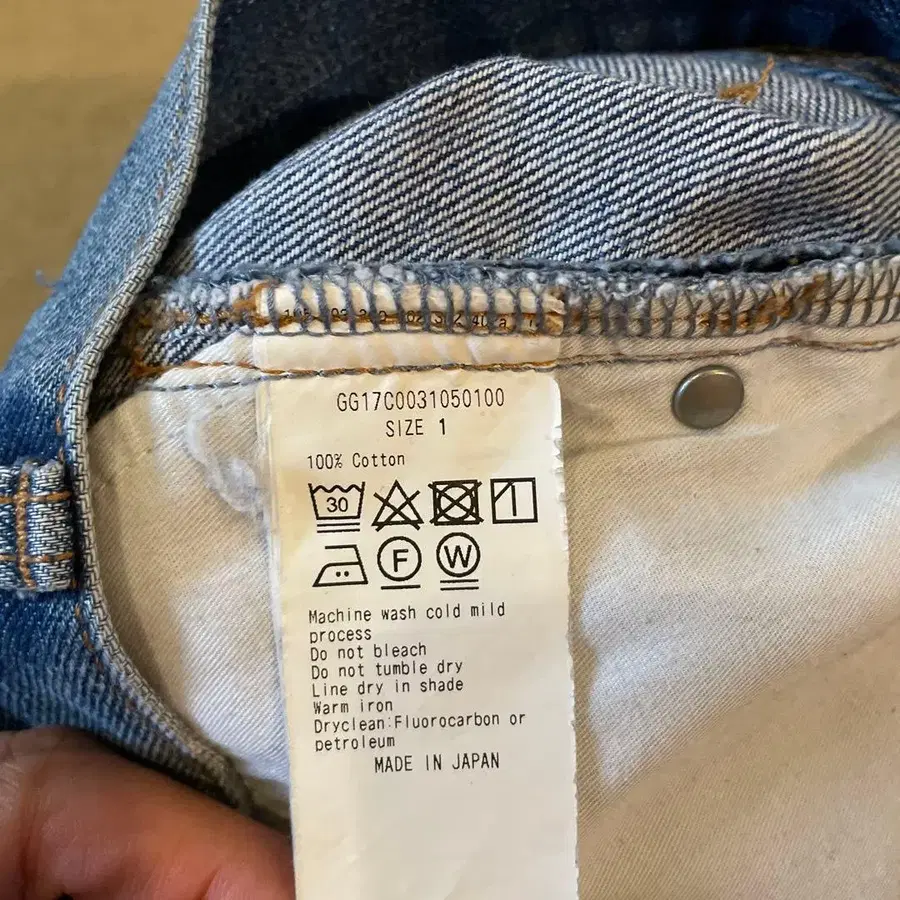 GG17C0031050100
SIZE 1
100% Cotton
30
F
W
Machine wash cold mild
process
Do not bleach
Do not tumble dry
Line dry in shade
Warm iron
Dryclean:Fluorocarbon or
petroleum
MADE IN JAPAN